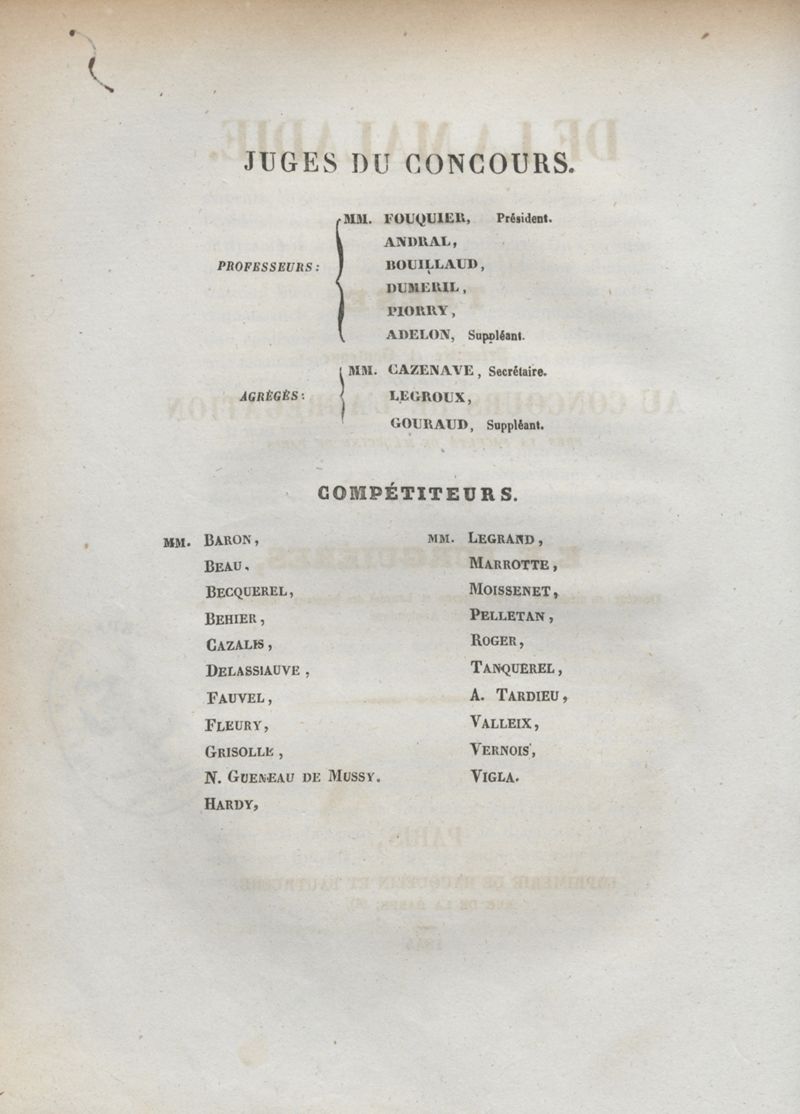 JUGES DU CONCOURS.
MM. FOUQUIER, Président.
ANDRAL,
PROFESSEURS: BOUILLAUD,
DUMERIL,
PIORRY,
ADELON, Suppléant.
MM. CAZENAVE, Secrétaire.
AGRÉGÉS: LEGROUX,
GOURAUD, Suppléant.
COMPÉTITEURS.
MM. BARON,
BEAU,
BECQUEREL,
BEHIER,
CAZALIS,
DELASSIAUVE,
FAUVEL,
FLEURY,
GRISOLLE,
N. GUENEAU DE MUSSY.
HARDY,
MM. LEGRAND,
MARROTTE,
MOISSENET,
PELLETAN,
ROGER,
TANQUEREL,
A. TARDIEU,
VALLEIX,
VERNOIS,
VIGLA.